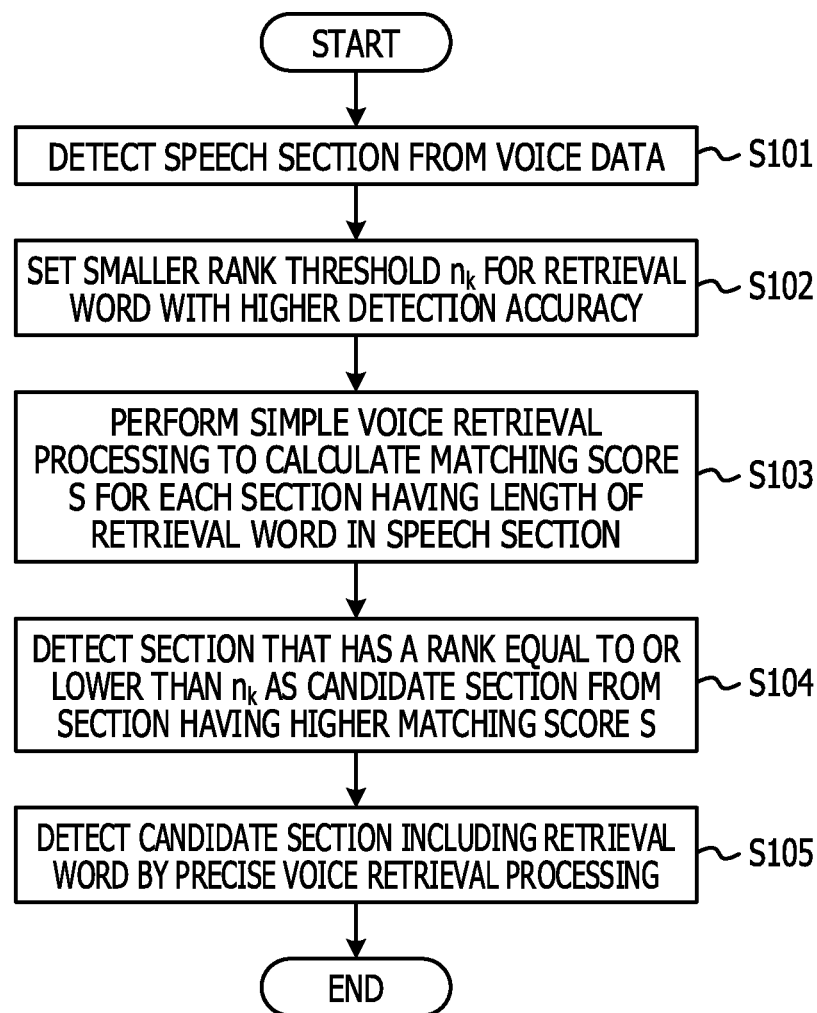 START
DETECT SPEECH SECTION FROM VOICE DATA
S101
SET SMALLER RANK THRESHOLD nₖ FOR RETRIEVAL
WORD WITH HIGHER DETECTION ACCURACY
S102
PERFORM SIMPLE VOICE RETRIEVAL
PROCESSING TO CALCULATE MATCHING SCORE
S FOR EACH SECTION HAVING LENGTH OF
RETRIEVAL WORD IN SPEECH SECTION
S103
DETECT SECTION THAT HAS A RANK EQUAL TO OR
LOWER THAN nₖ AS CANDIDATE SECTION FROM
SECTION HAVING HIGHER MATCHING SCORE S
S104
DETECT CANDIDATE SECTION INCLUDING RETRIEVAL
WORD BY PRECISE VOICE RETRIEVAL PROCESSING
S105
END